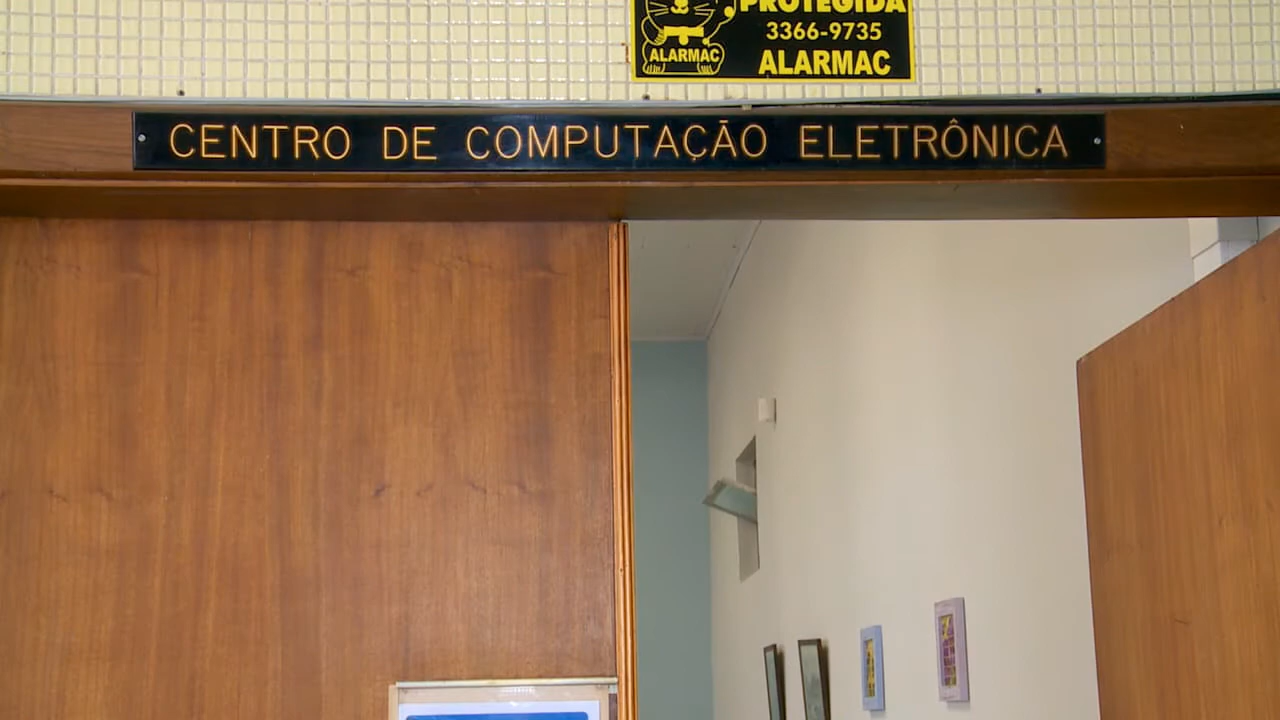 PROTEGIDA
3366-9735
ALARMAC
ALARMAC
CENTRO DE COMPUTAÇÃO ELETRÔNICA